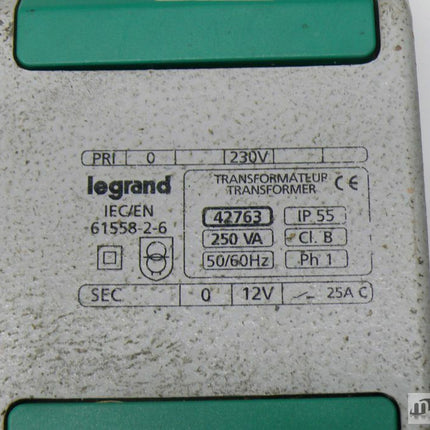 PRI 0 230V
legrand
IEC/EN
61558-2-6
TRANSFORMATEUR
TRANSFORMER CE
42763 IP 55
250 VA Cl. B
50/60Hz Ph 1
SEC 0 12V 25A C